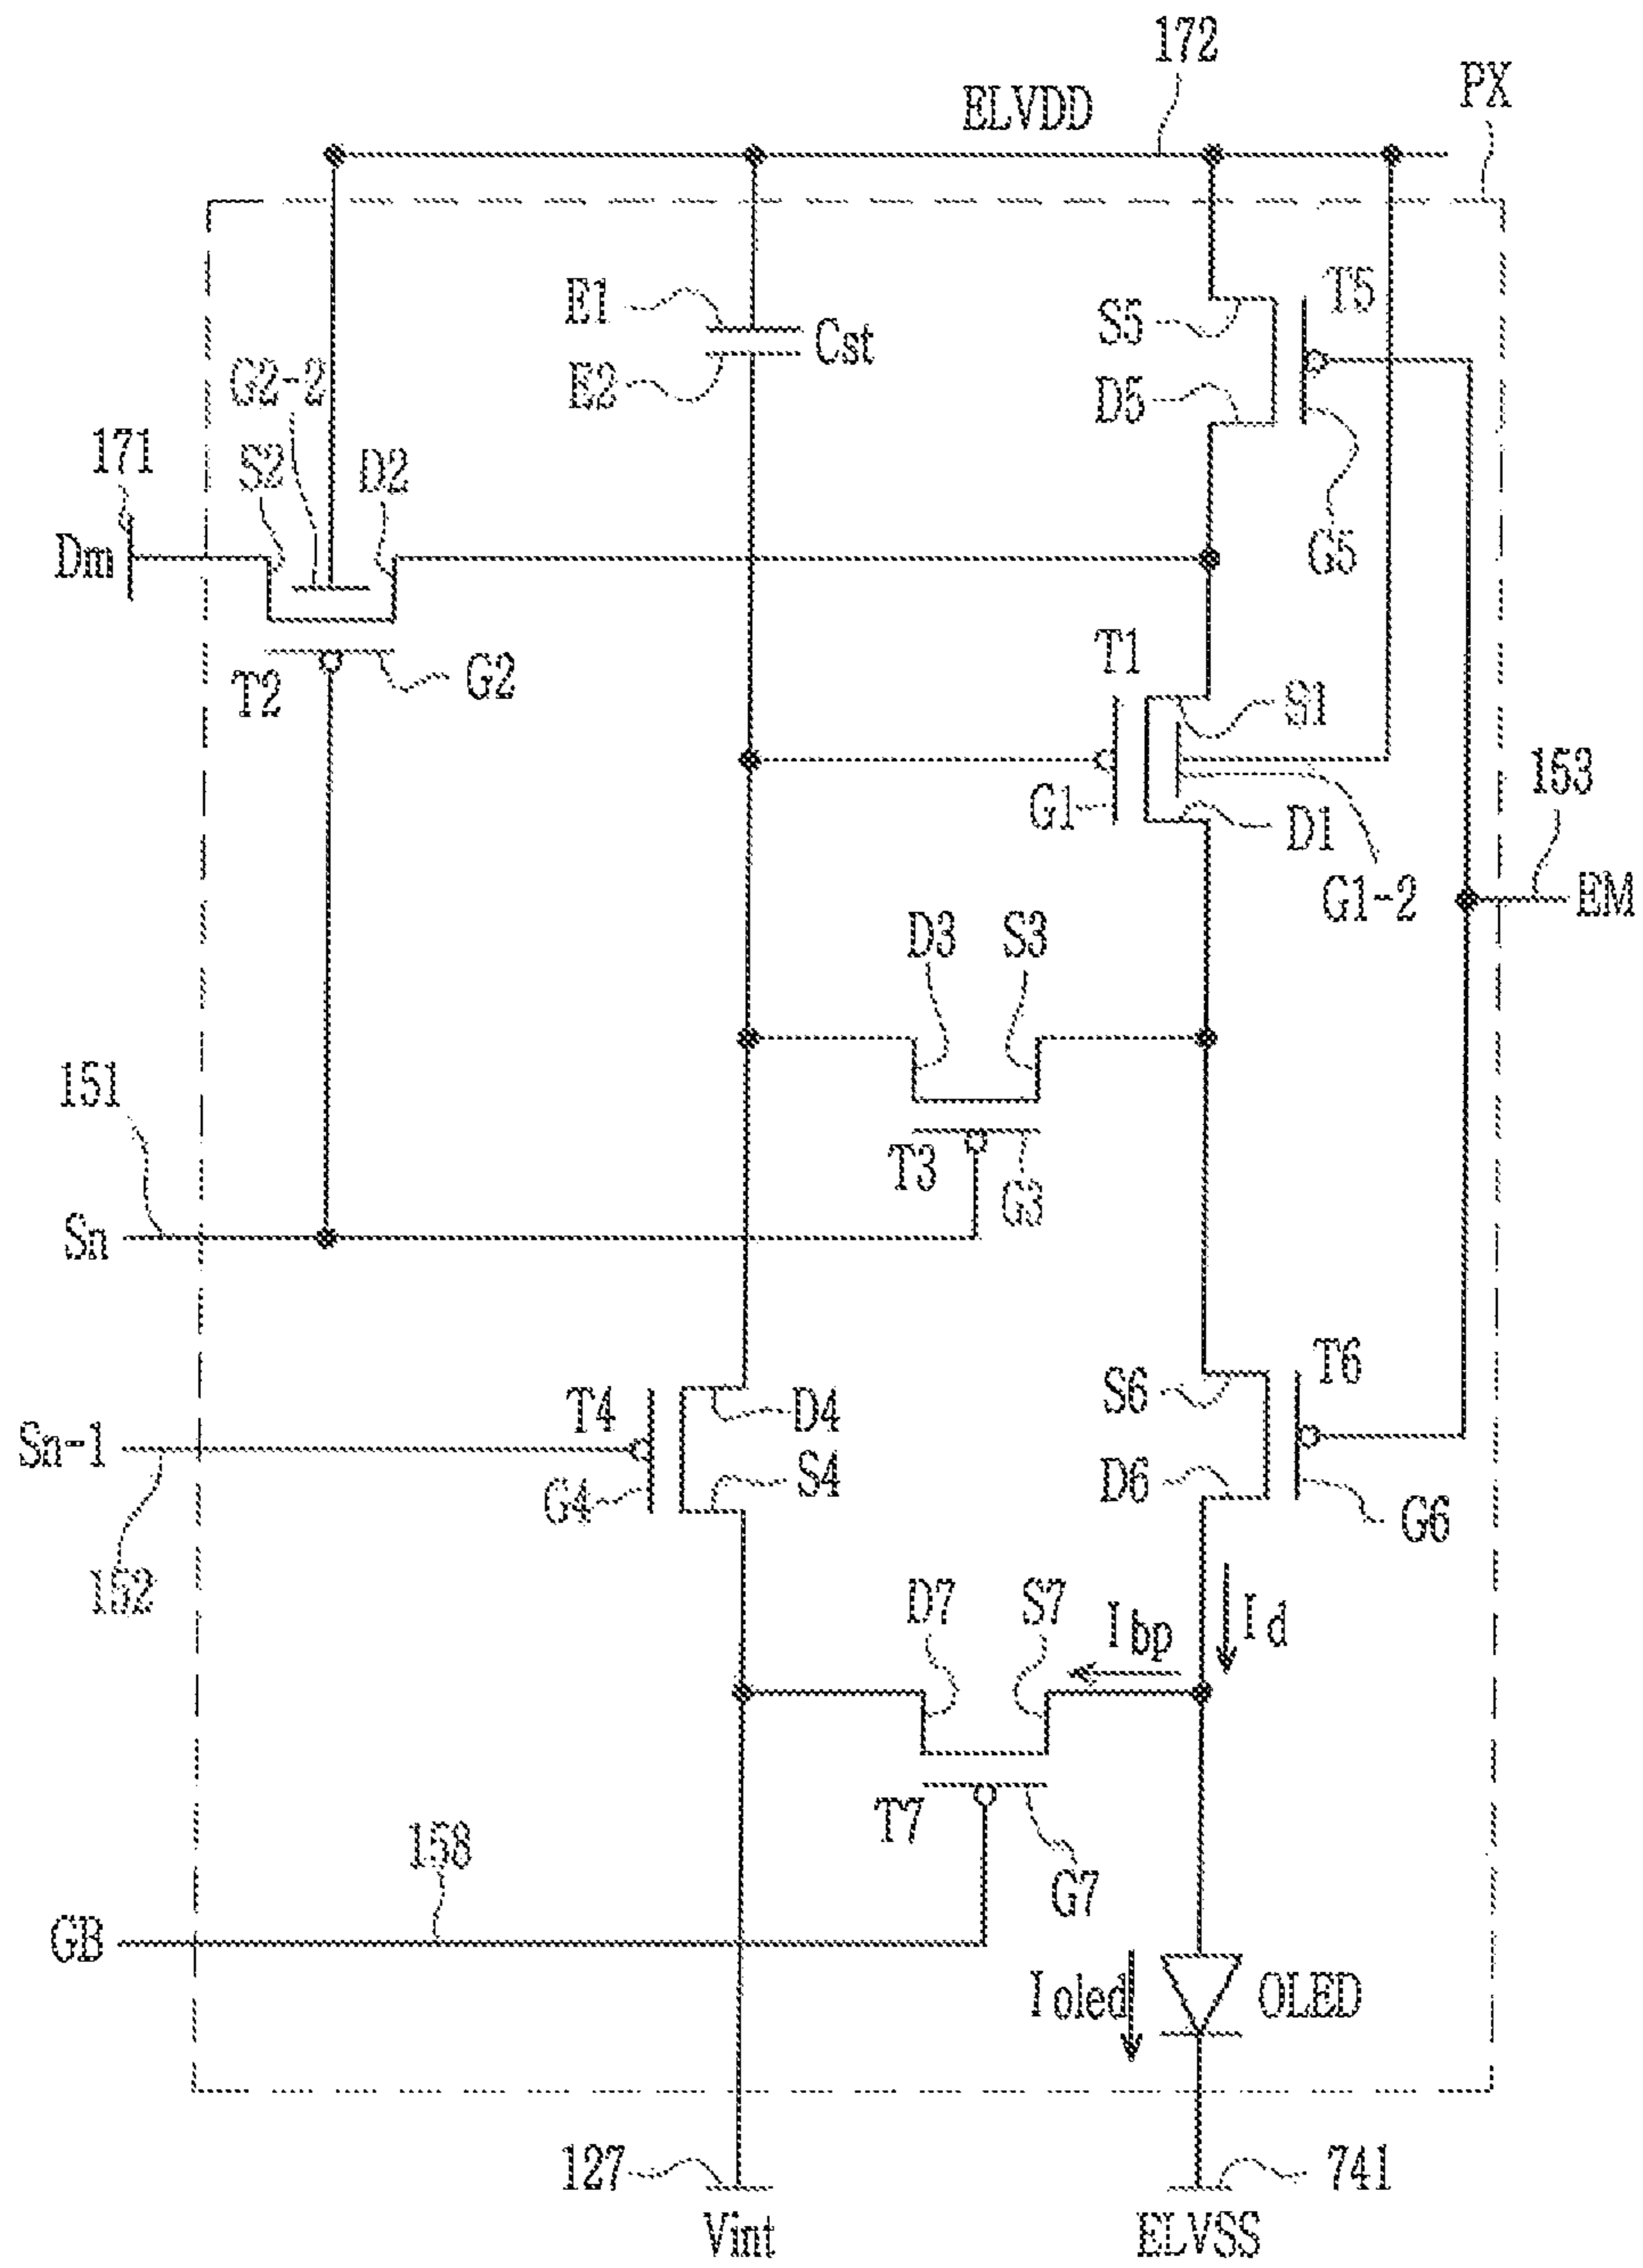 172
ELVDD
PX
E1
T5
S5
Cst
E2
G2-2
D5
171
S2
D2
Dm
G5
T1
G2
T2
S1
153
G1
D1
G1-2
EM
D3
S3
151
T3
G3
Sn
T6
S6
T4
D4
Sn-1
S4
D6
G4
G6
152
D7
S7
Ibp
Id
T7
158
G7
GB
Ioled
OLED
127
741
Vint
ELVSS